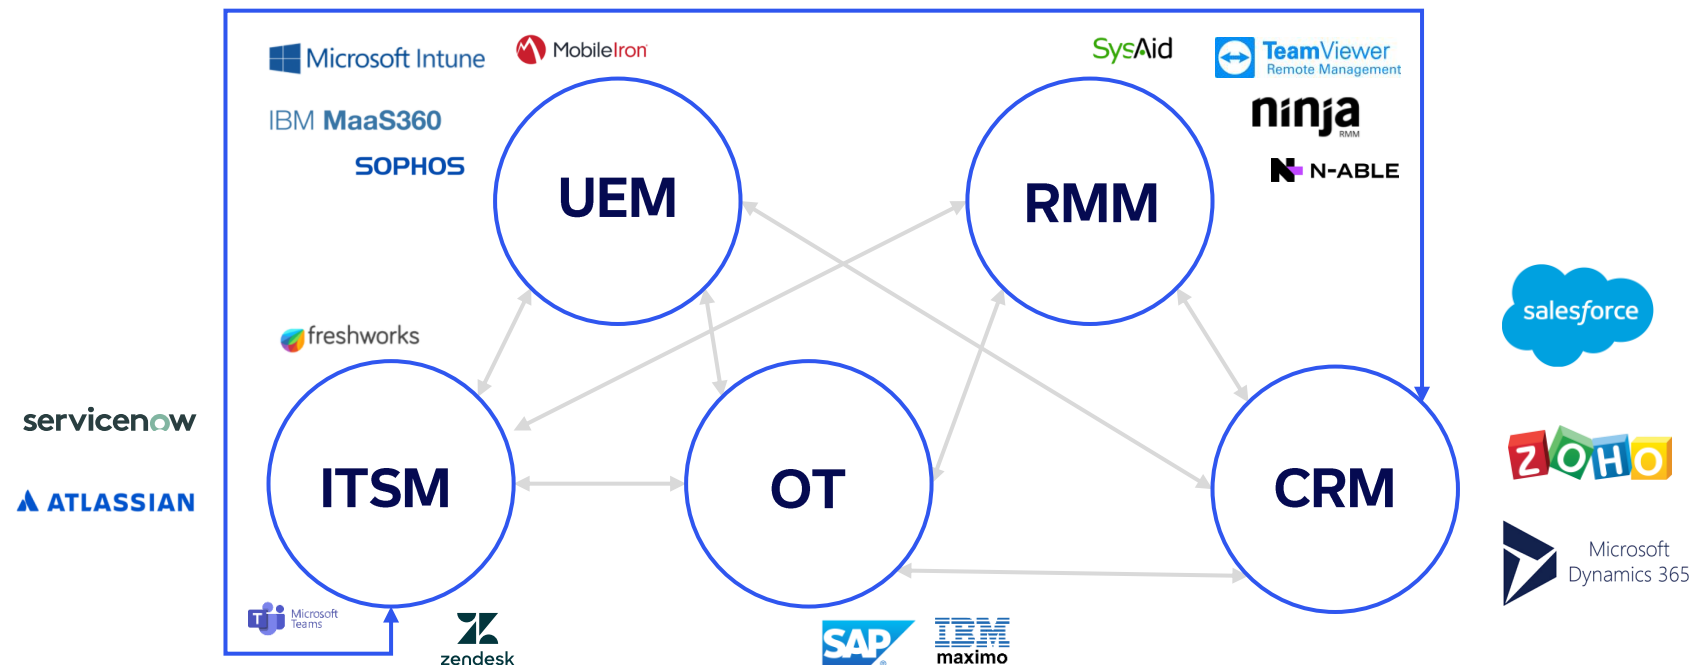 Microsoft Intune
MobileIron
IBM MaaS360
SOPHOS
UEM
SysAid
TeamViewer
Remote Management
ninja
RMM
N-ABLE
RMM
freshworks
servicenow
ATLASSIAN
ITSM
OT
CRM
salesforce
ZOHO
Microsoft
Dynamics 365
Microsoft
Teams
zendesk
SAP
IBM
maximo